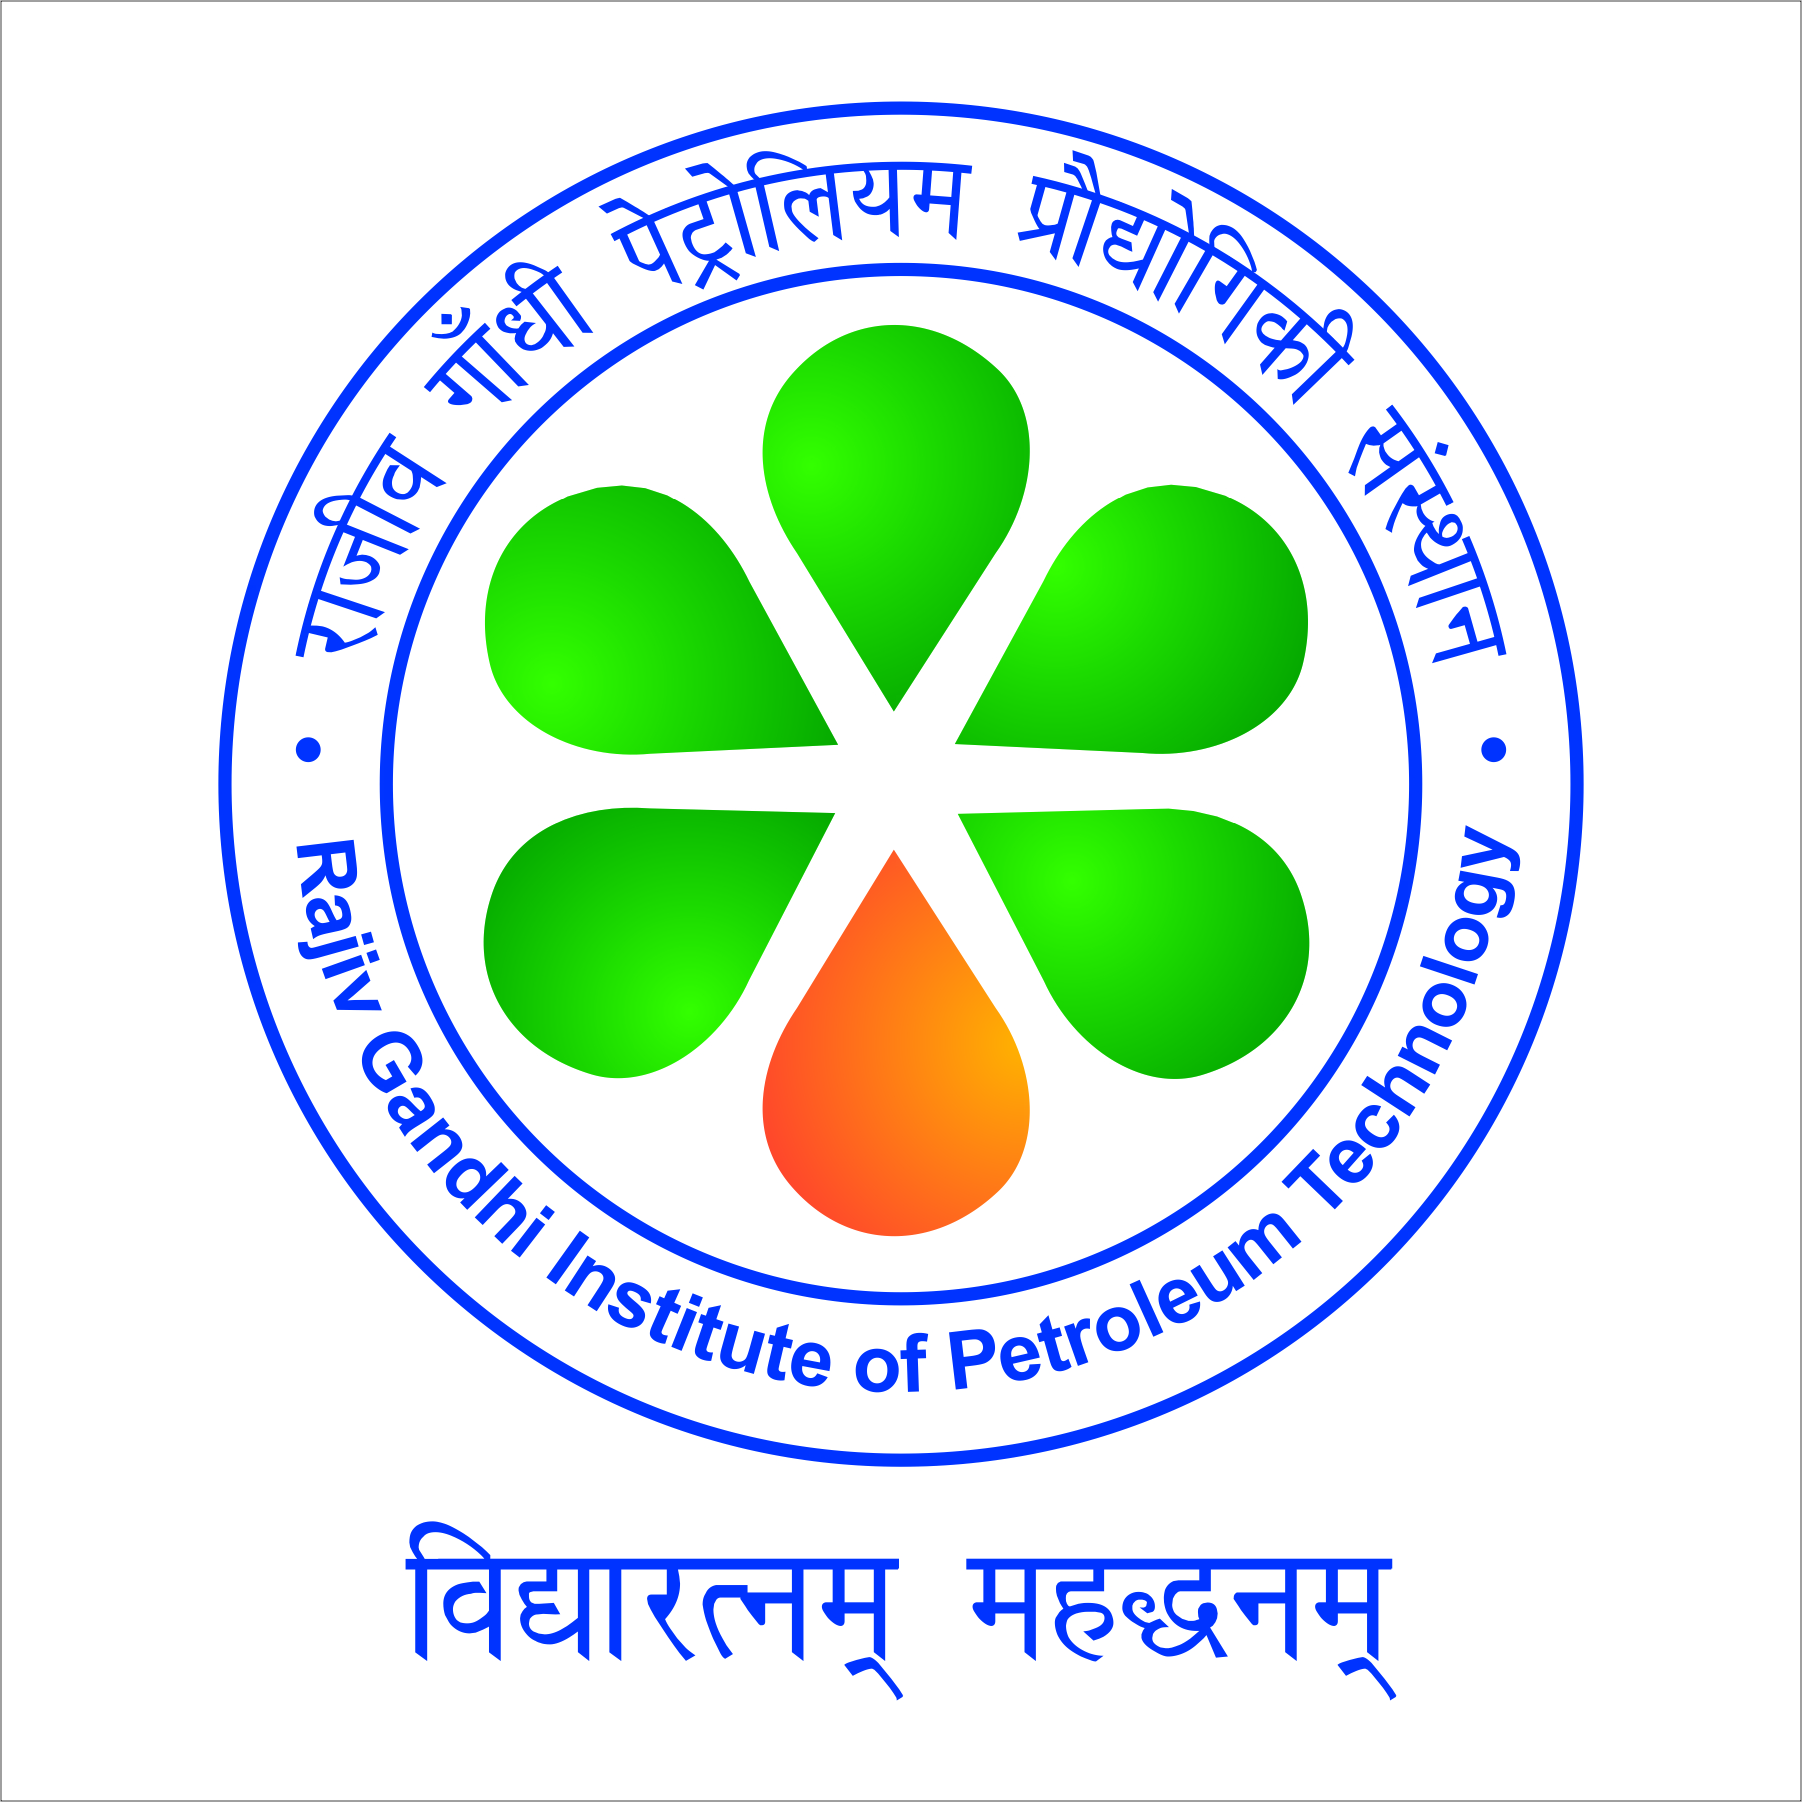 राजीव गाँधी पेट्रोलियम प्रौद्योगिकी संस्थान
Rajiv Gandhi Institute of Petroleum Technology
विद्यारत्नम् महद्धनम्